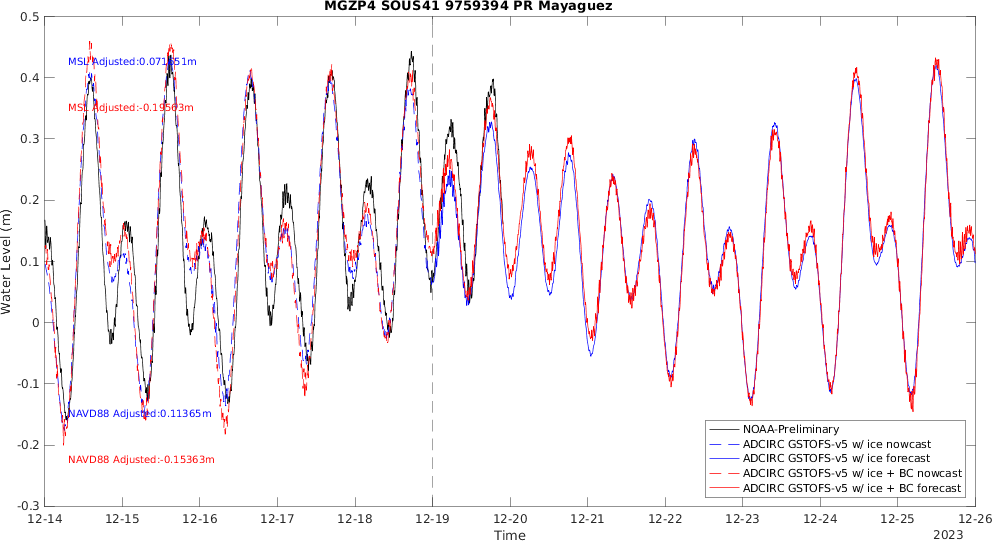 MGZP4 SOUS41 9759394 PR Mayaguez
Water Level (m)
0.5
0.4
0.3
0.2
0.1
0
-0.1
-0.2
-0.3
MSL Adjusted:0.071651m
MSL Adjusted:-0.19563m
NAVD88 Adjusted:0.11365m
NAVD88 Adjusted:-0.15363m
NOAA-Preliminary
ADCIRC GSTOFS-v5 w/ ice nowcast
ADCIRC GSTOFS-v5 w/ ice forecast
ADCIRC GSTOFS-v5 w/ ice + BC nowcast
ADCIRC GSTOFS-v5 w/ ice + BC forecast
12-14 12-15 12-16 12-17 12-18 12-19 12-20 12-21 12-22 12-23 12-24 12-25 12-26
Time
2023